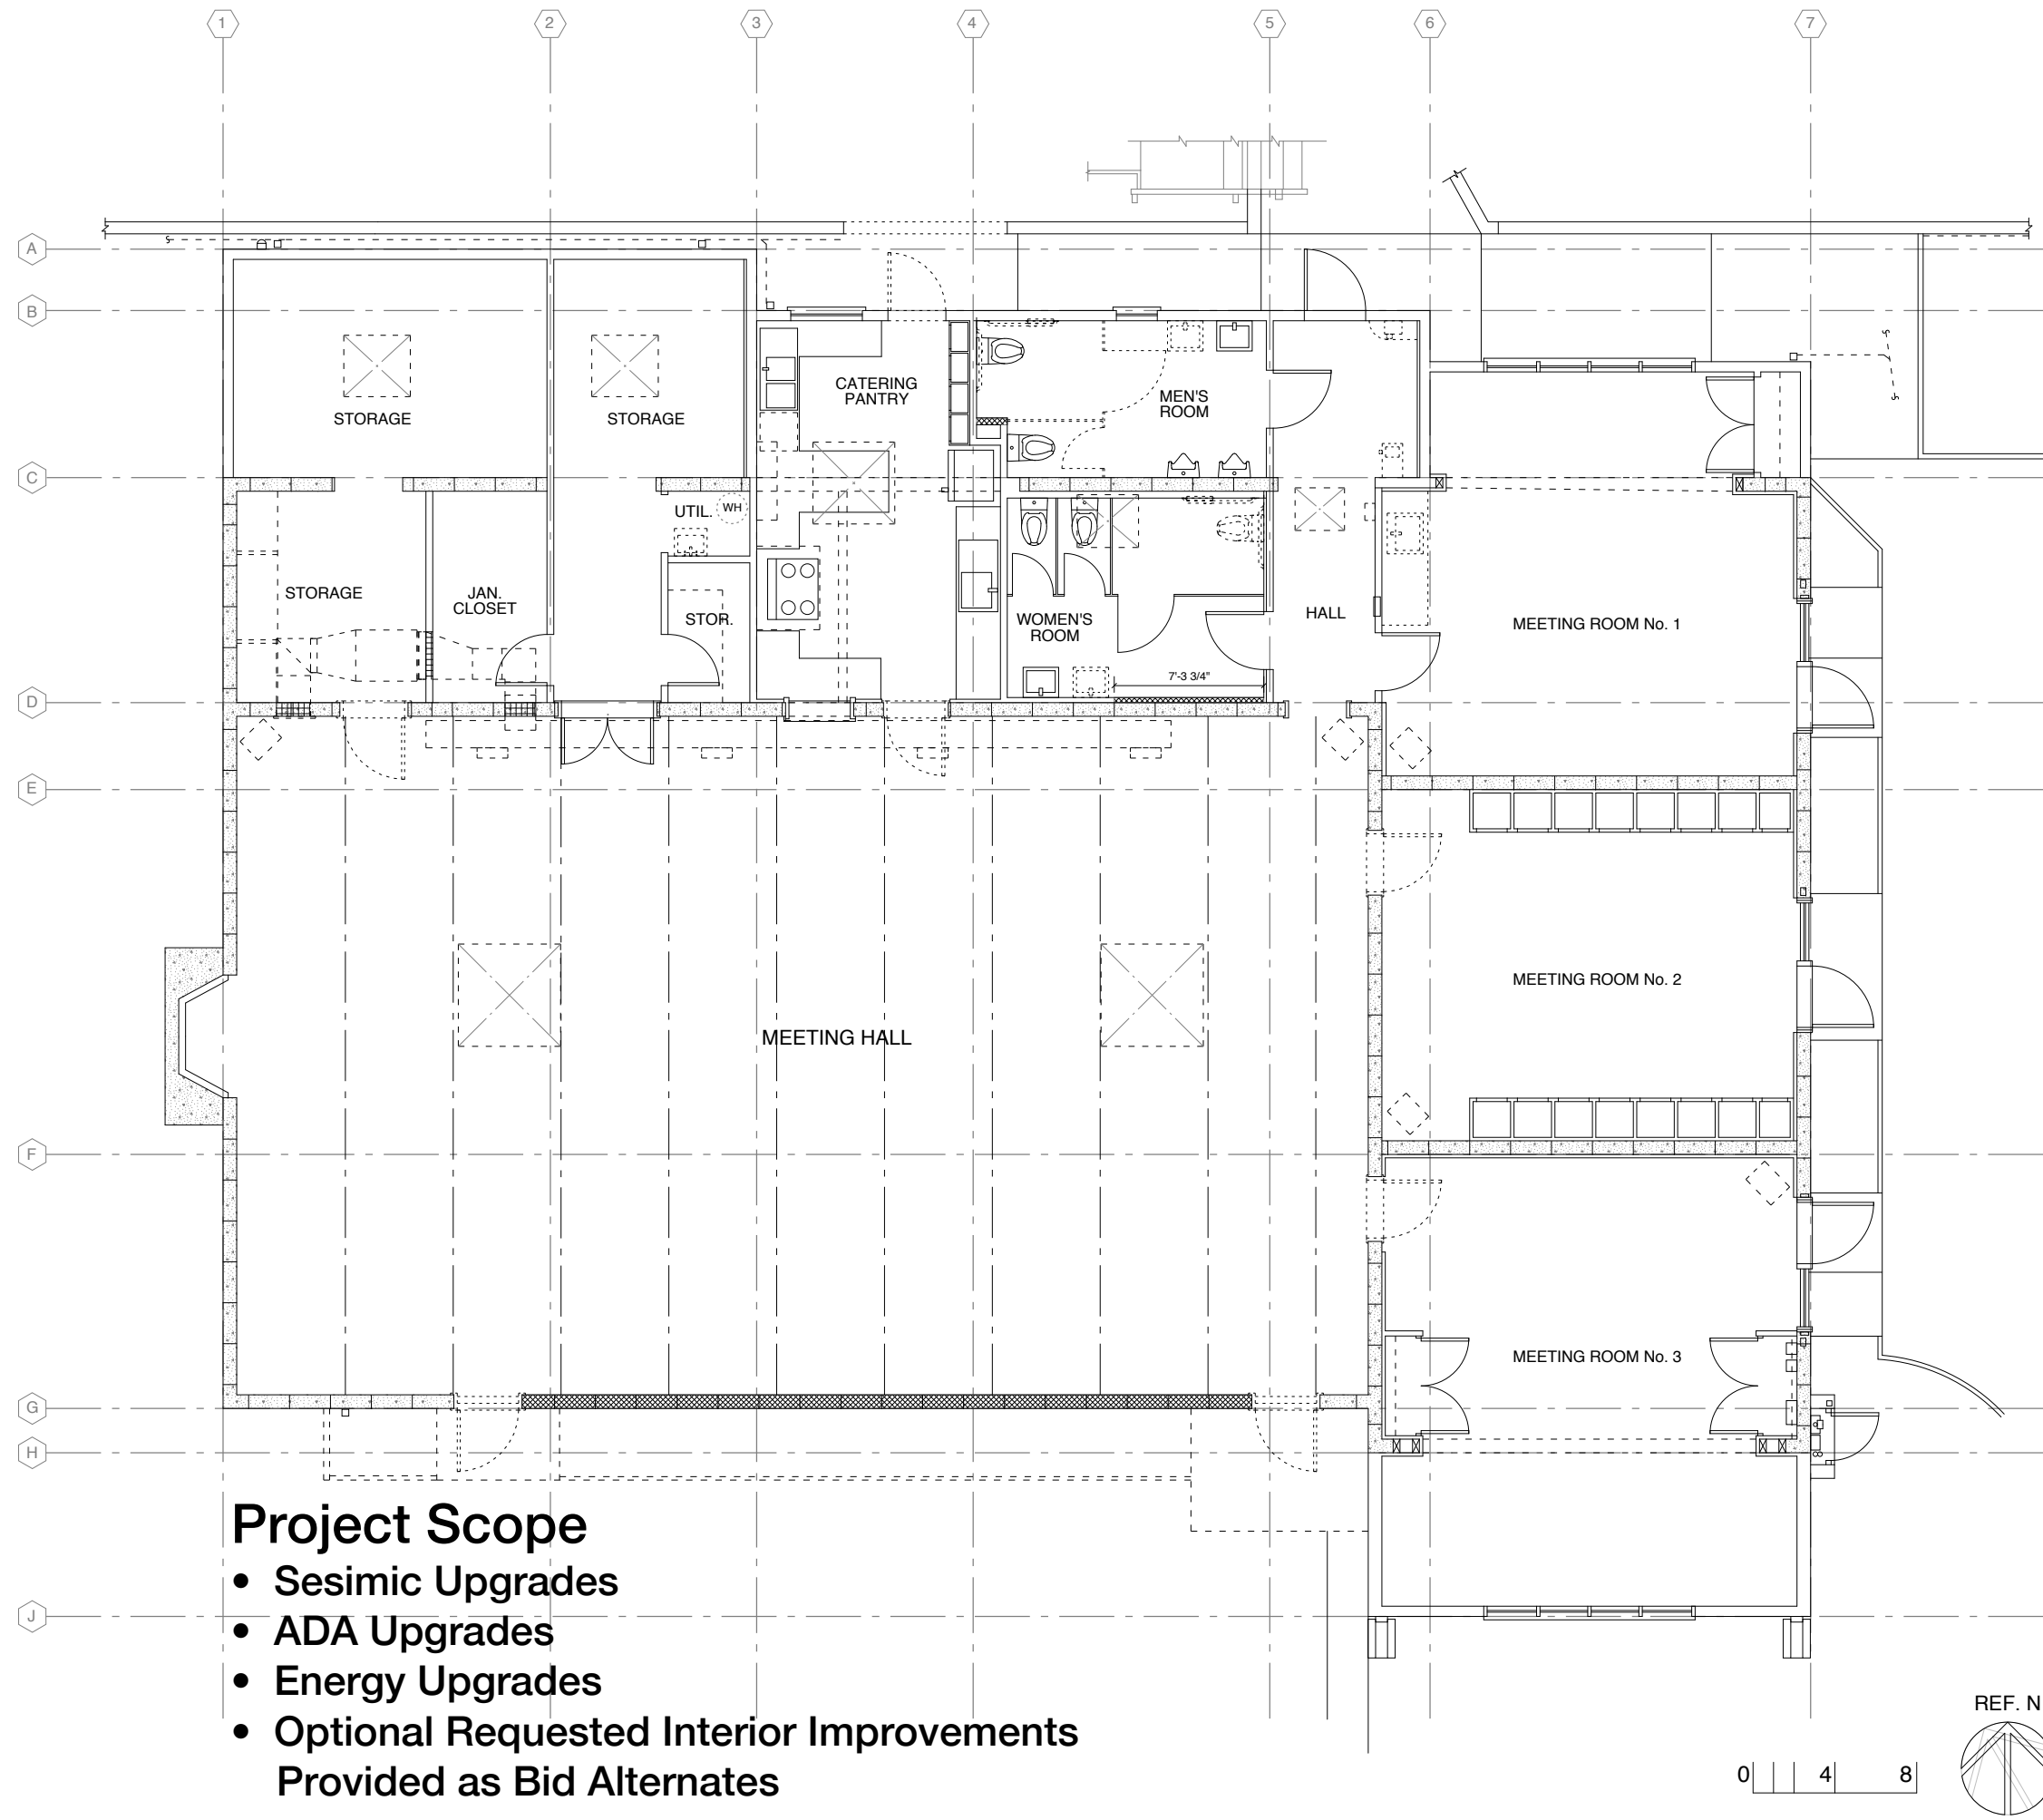 1 2 3 4 5 6 7
A
B
C
D
E
F
G
H
J
STORAGE
STORAGE
CATERING
PANTRY
MEN'S
ROOM
UTIL.
WH
STORAGE
JAN.
CLOSET
STOR.
WOMEN'S
ROOM
7'-3 3/4"
HALL
MEETING ROOM No. 1
MEETING ROOM No. 2
MEETING HALL
MEETING ROOM No. 3
Project Scope
• Sesimic Upgrades
• ADA Upgrades
• Energy Upgrades
• Optional Requested Interior Improvements
Provided as Bid Alternates
REF. N
0 4 8